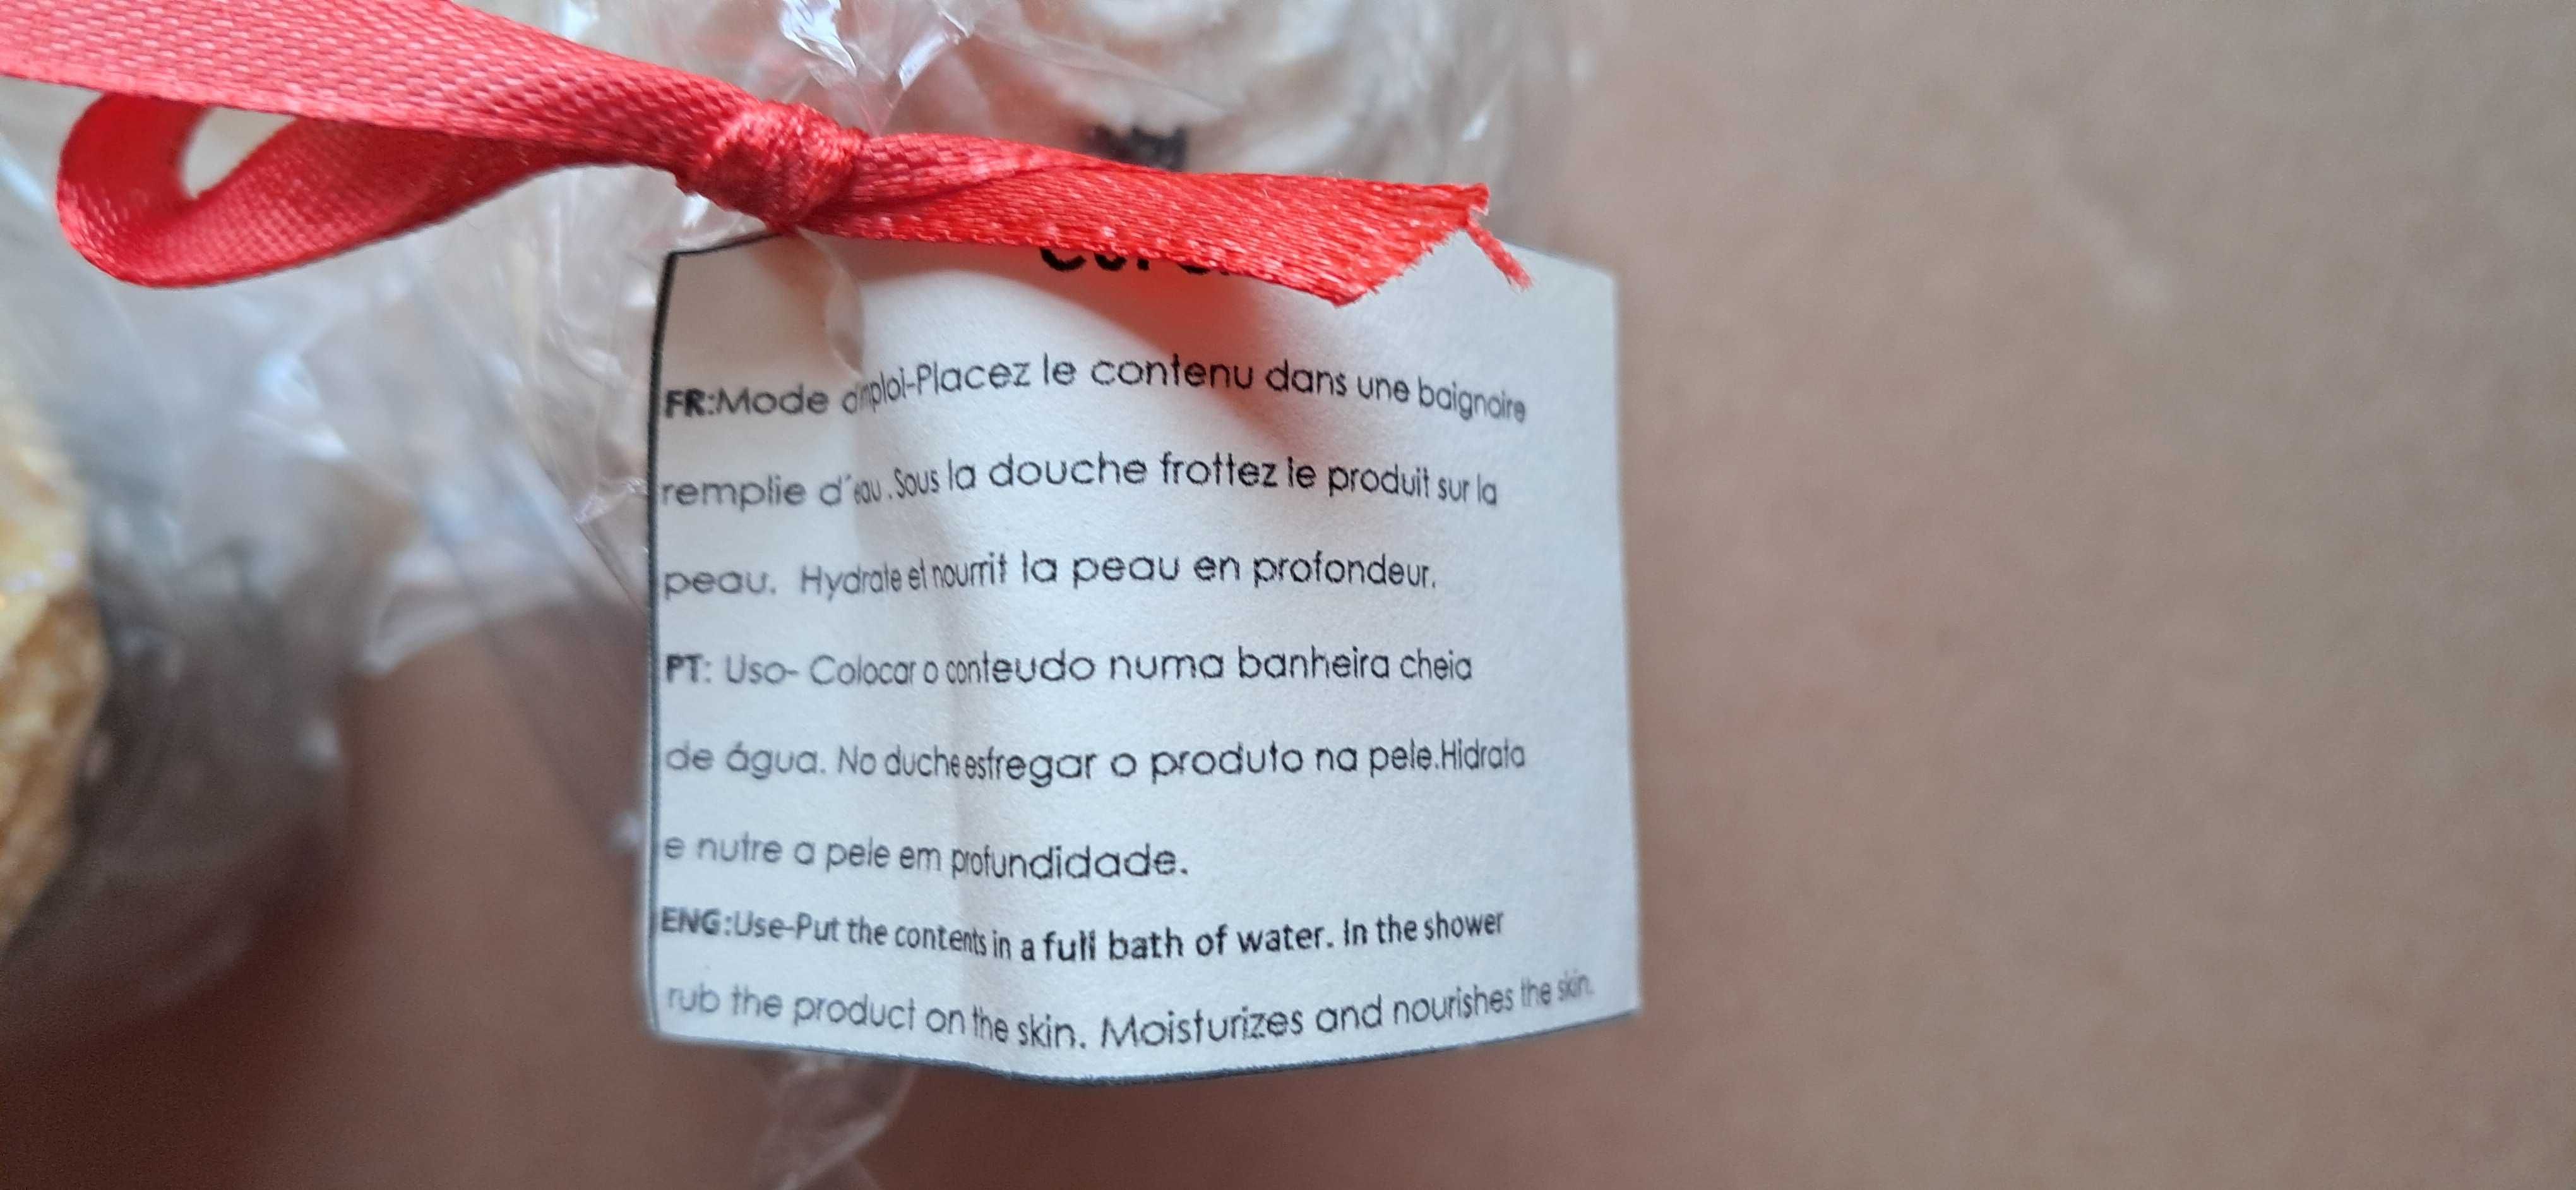 FR:Mode d'mploi-Placez le contenu dans une baignoire
remplie d´eau.Sous la douche frottez le produit sur la
peau. Hydrate et nourrit la peau en profondeur.
PT: Uso- Colocar o conteudo numa banheira cheia
de água. No duche esfregar o produto na pele.Hidrata
e nutre a pele em profundidade.
ENG:Use-Put the contents in a full bath of water. In the shower
rub the product on the skin. Moisturizes and nourishes the skin.